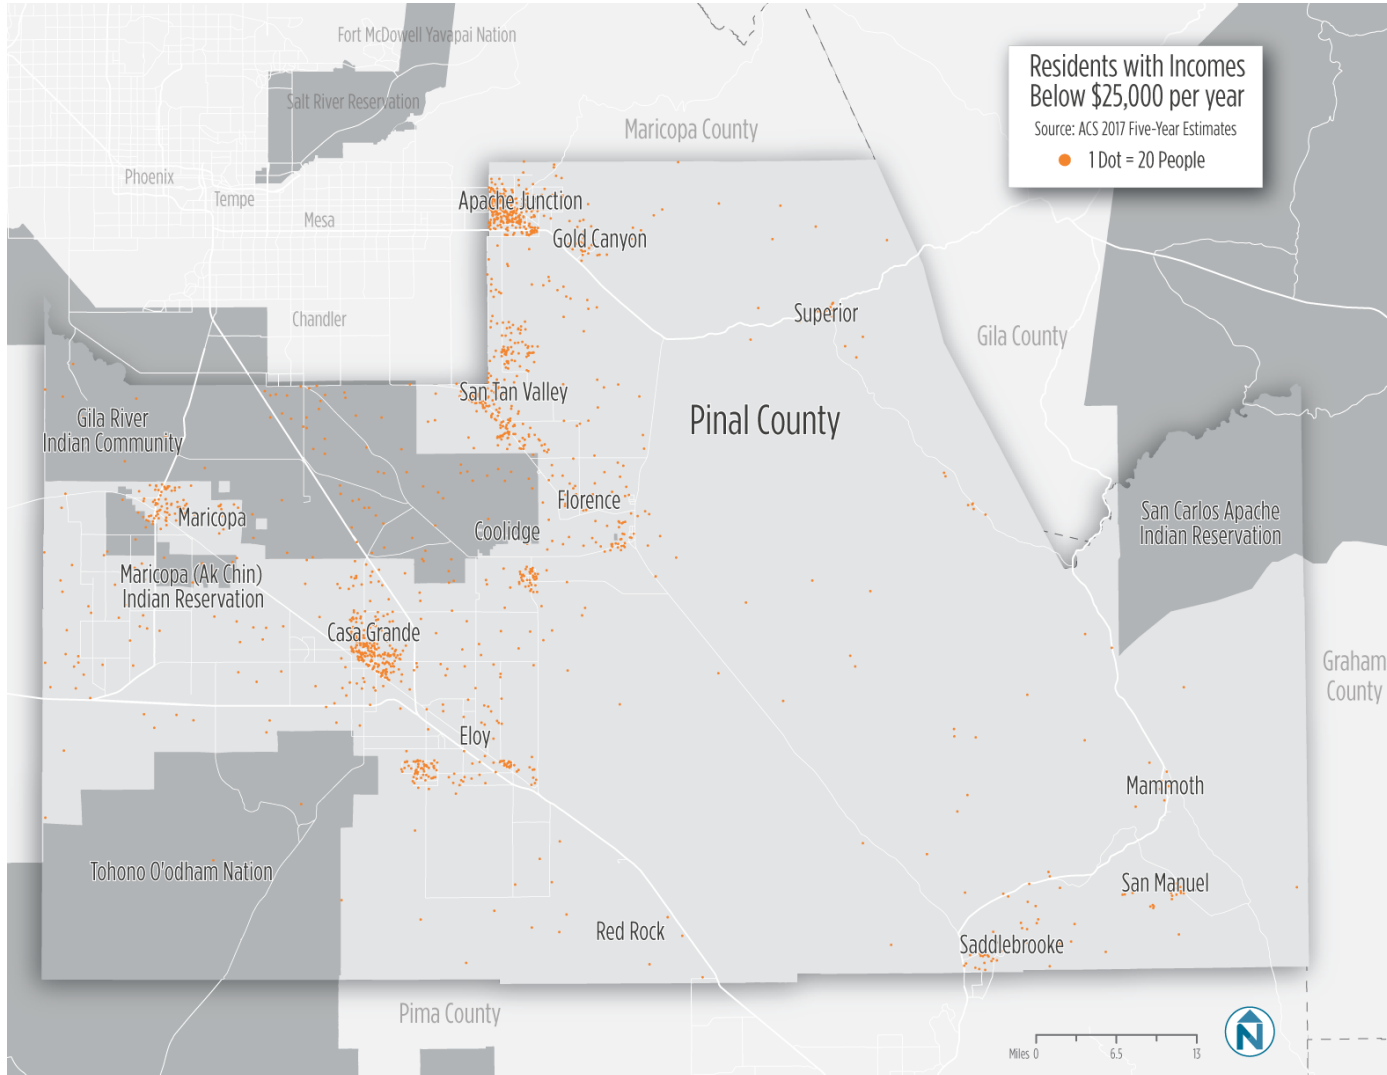 Fort McDowell Yavapai Nation
Residents with Incomes
Below $25,000 per year
Source: ACS 2017 Five-Year Estimates
1 Dot = 20 People
Salt River Reservation
Maricopa County
Phoenix
Tempe
Mesa
Apache Junction
Gold Canyon
Superior
Chandler
Gila County
San Tan Valley
Pinal County
Gila River
Indian Community
Florence
Maricopa
Coolidge
San Carlos Apache
Indian Reservation
Maricopa (Ak Chin)
Indian Reservation
Casa Grande
Graham
County
Eloy
Mammoth
Tohono O'odham Nation
San Manuel
Red Rock
Saddlebrooke
Pima County
N
Miles 0 6.5 13